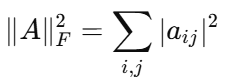 ‖A‖²_F = ∑_{i,j} |a_{ij}|²